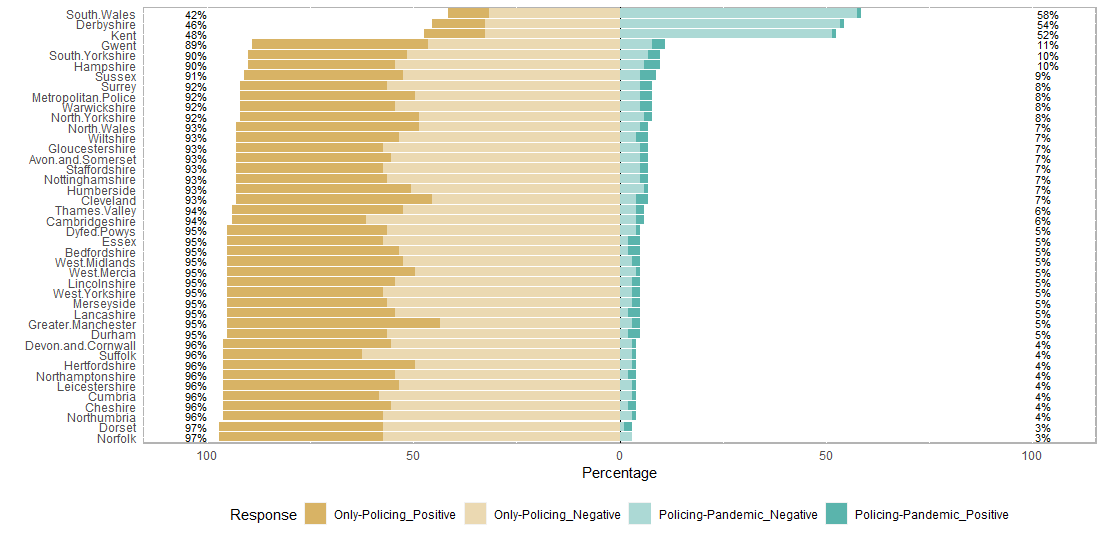 South.Wales 42% 58%
Derbyshire 46% 54%
Kent 48% 52%
Gwent 89% 11%
South.Yorkshire 90% 10%
Hampshire 90% 10%
Sussex 91% 9%
Surrey 92% 8%
Metropolitan.Police 92% 8%
Warwickshire 92% 8%
North.Yorkshire 92% 8%
North.Wales 93% 7%
Wiltshire 93% 7%
Gloucestershire 93% 7%
Avon.and.Somerset 93% 7%
Staffordshire 93% 7%
Nottinghamshire 93% 7%
Humberside 93% 7%
Cleveland 93% 7%
Thames.Valley 94% 6%
Cambridgeshire 94% 6%
Dyfed.Powys 95% 5%
Essex 95% 5%
Bedfordshire 95% 5%
West.Midlands 95% 5%
West.Mercia 95% 5%
Lincolnshire 95% 5%
West.Yorkshire 95% 5%
Merseyside 95% 5%
Lancashire 95% 5%
Greater.Manchester 95% 5%
Durham 95% 5%
Devon.and.Cornwall 96% 4%
Suffolk 96% 4%
Hertfordshire 96% 4%
Northamptonshire 96% 4%
Leicestershire 96% 4%
Cumbria 96% 4%
Cheshire 96% 4%
Northumbria 96% 4%
Dorset 97% 3%
Norfolk 97% 3%
100 50 0 50 100
Percentage
Response Only-Policing_Positive Only-Policing_Negative Policing-Pandemic_Negative Policing-Pandemic_Positive